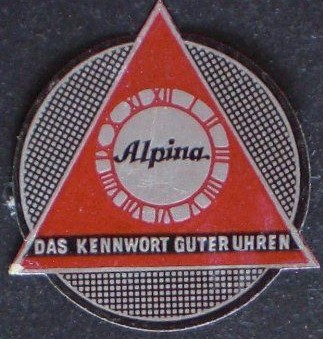 Alpina
DAS KENNWORT GUTER UHREN